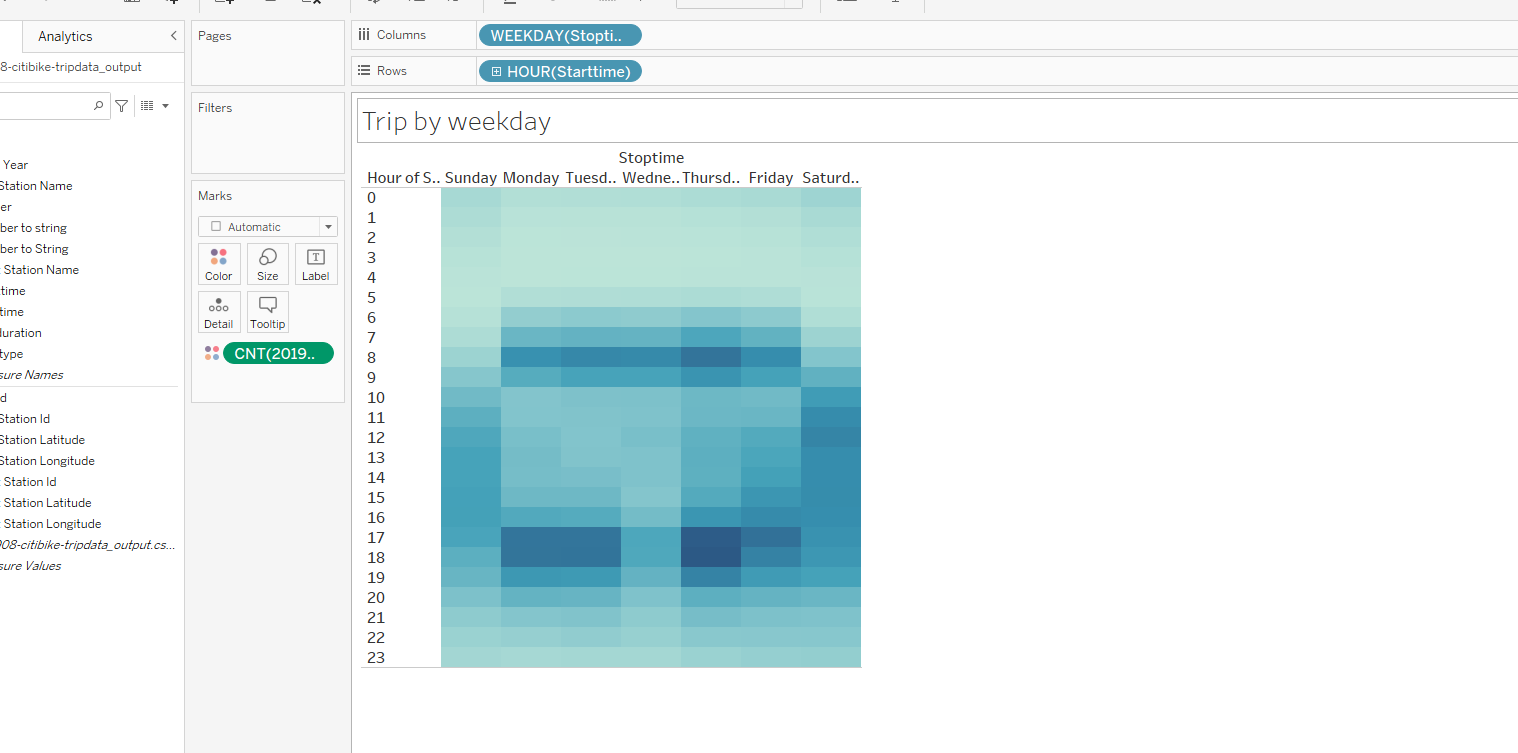 Analytics
8-citibike-tripdata_output
Year
Station Name
er
ber to string
ber to String
Station Name
time
time
duration
type
sure Names
d
Station Id
Station Latitude
Station Longitude
Station Id
Station Latitude
Station Longitude
908-citibike-tripdata_output.cs...
sure Values
Pages
Filters
Marks
Automatic
Color
Size
Label
Detail
Tooltip
CNT(2019..
Columns
WEEKDAY(Stopti..
Rows
HOUR(Starttime)
Trip by weekday
Stoptime
Hour of S.. Sunday Monday Tuesd.. Wedne.. Thursd.. Friday Saturd..
0
1
2
3
4
5
6
7
8
9
10
11
12
13
14
15
16
17
18
19
20
21
22
23